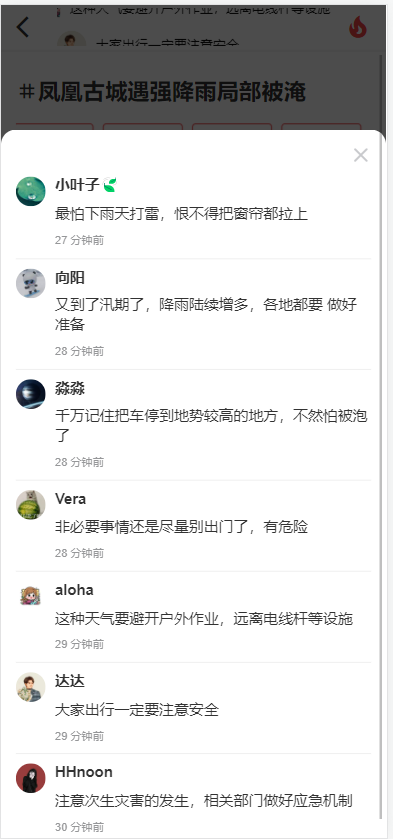 这种天气要避开户外作业，远离电线杆等设施
大家出行一定要注意安全
#凤凰古城遇强降雨局部被淹
小叶子
最怕下雨天打雷，恨不得把窗帘都拉上
27 分钟前
向阳
又到了汛期了，降雨陆续增多，各地都要 做好
准备
28 分钟前
淼淼
千万记住把车停到地势较高的地方，不然怕被泡
了
28 分钟前
Vera
非必要事情还是尽量别出门了，有危险
28 分钟前
aloha
这种天气要避开户外作业，远离电线杆等设施
29 分钟前
达达
大家出行一定要注意安全
29 分钟前
HHnoon
注意次生灾害的发生，相关部门做好应急机制
30 分钟前